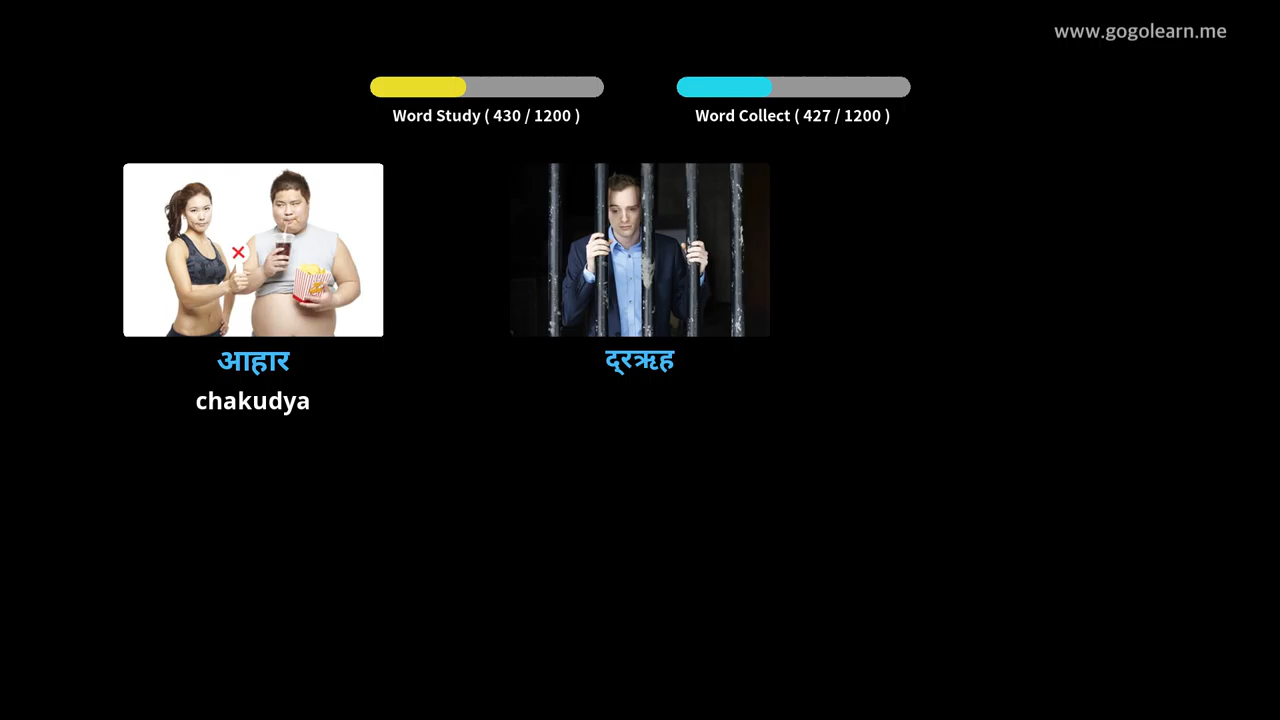 www.gogolearn.me
Word Study ( 430 / 1200 )
Word Collect ( 427 / 1200 )
आहार
chakudya
द्रऋह